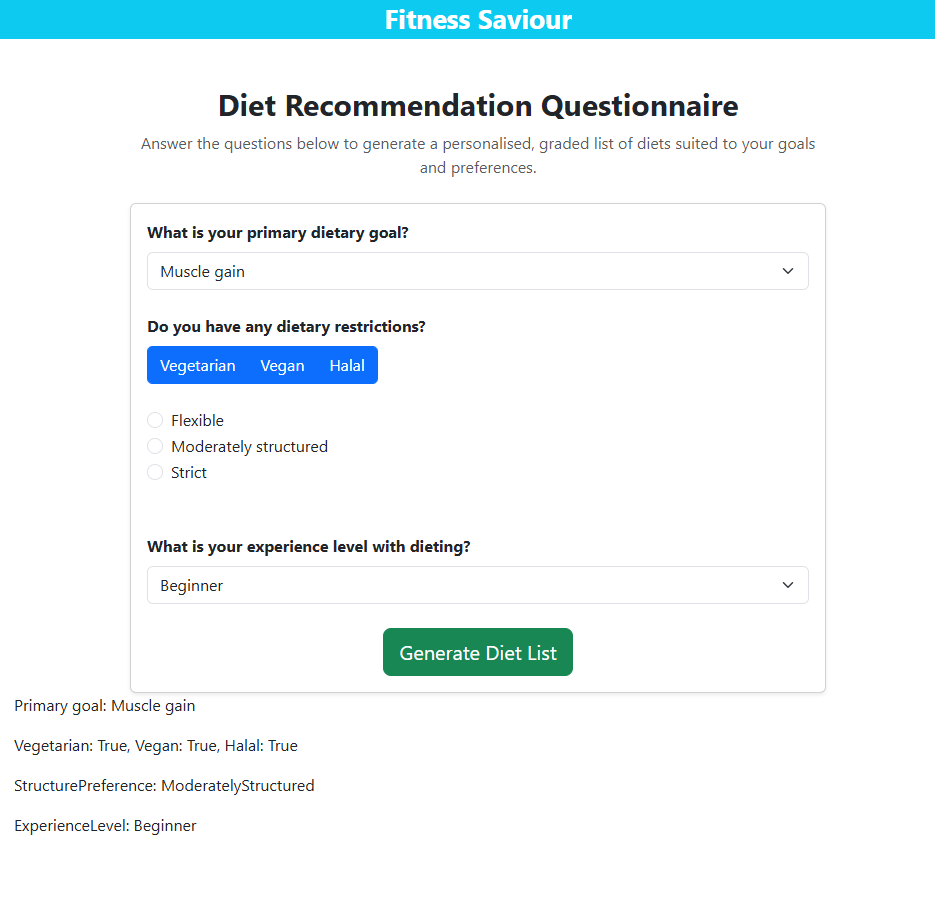 Fitness Saviour
Diet Recommendation Questionnaire
Answer the questions below to generate a personalised, graded list of diets suited to your goals
and preferences.
What is your primary dietary goal?
Muscle gain
Do you have any dietary restrictions?
Vegetarian Vegan Halal
Flexible
Moderately structured
Strict
What is your experience level with dieting?
Beginner
Generate Diet List
Primary goal: Muscle gain
Vegetarian: True, Vegan: True, Halal: True
StructurePreference: ModeratelyStructured
ExperienceLevel: Beginner